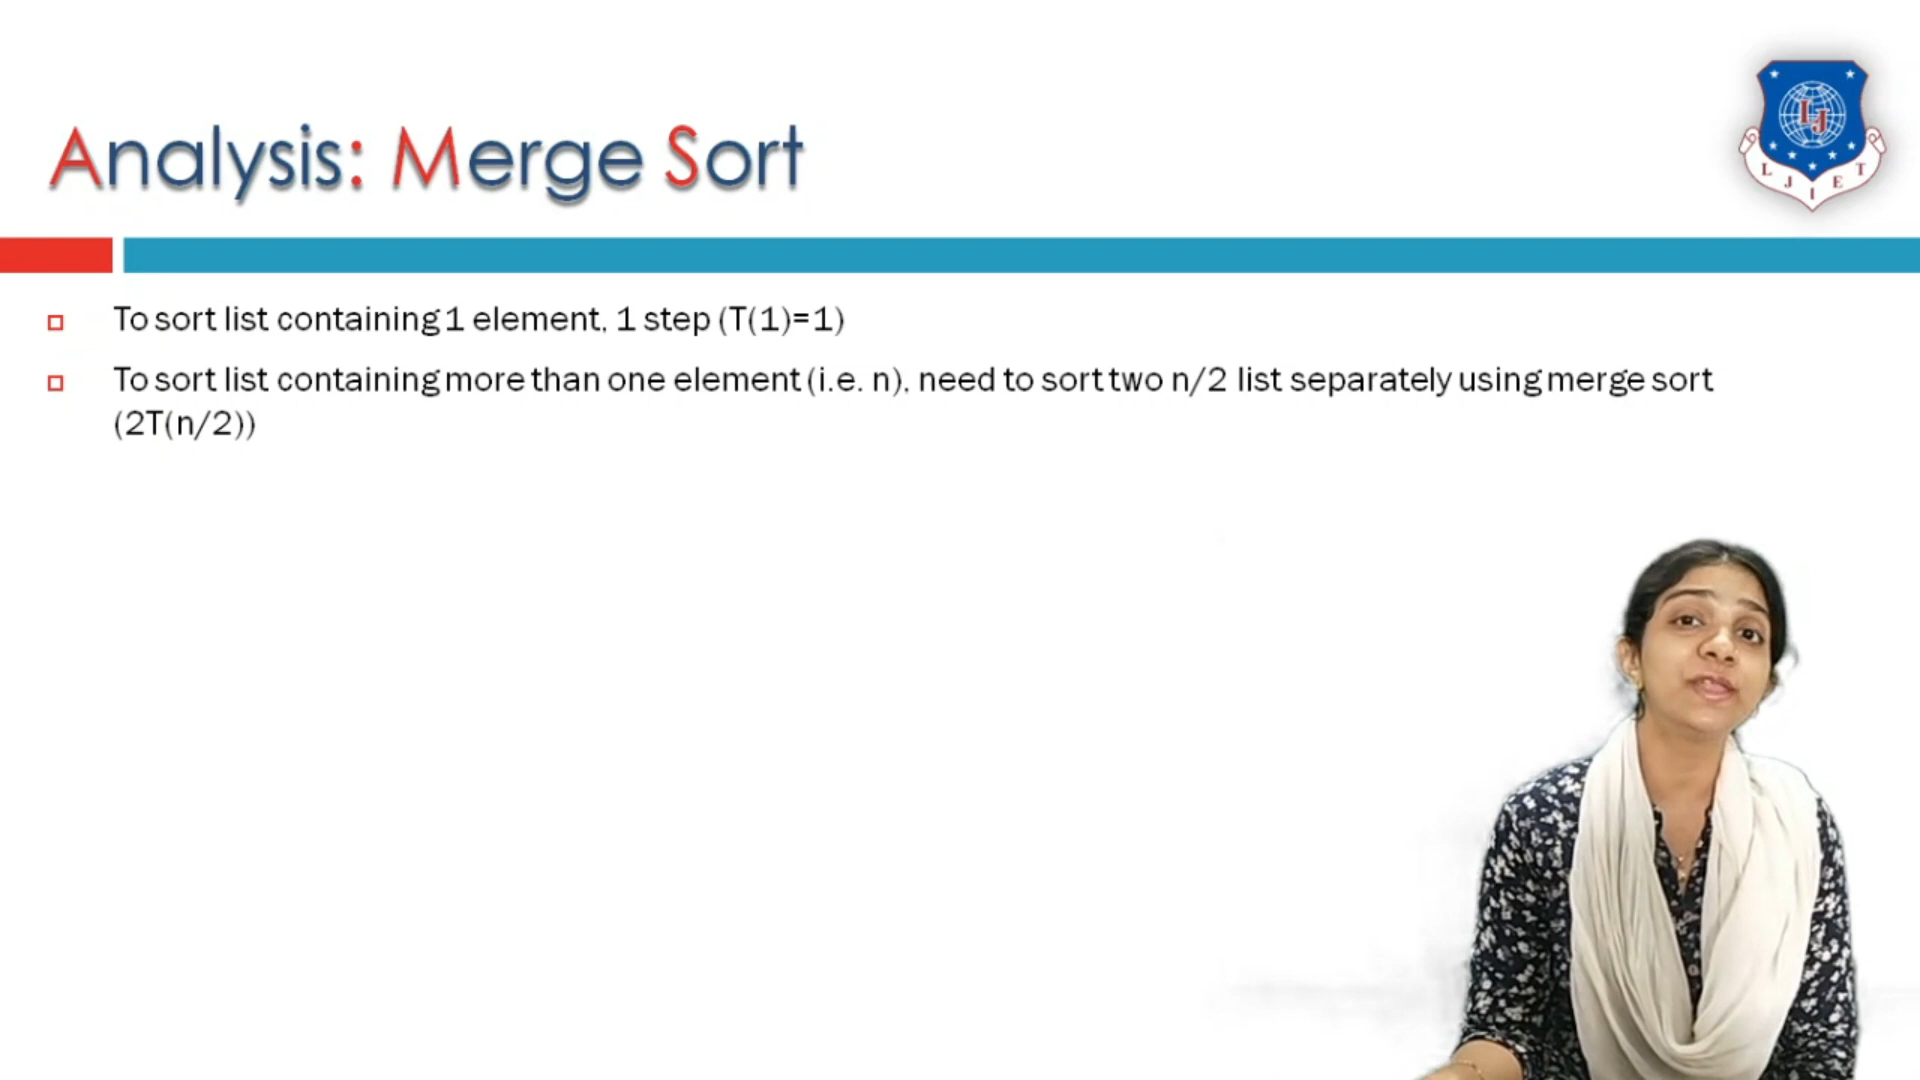 Analysis: Merge Sort
LJ
L J I E T
To sort list containing 1 element, 1 step (T(1)=1)
To sort list containing more than one element (i.e. n), need to sort two n/2 list separately using merge sort
(2T(n/2))